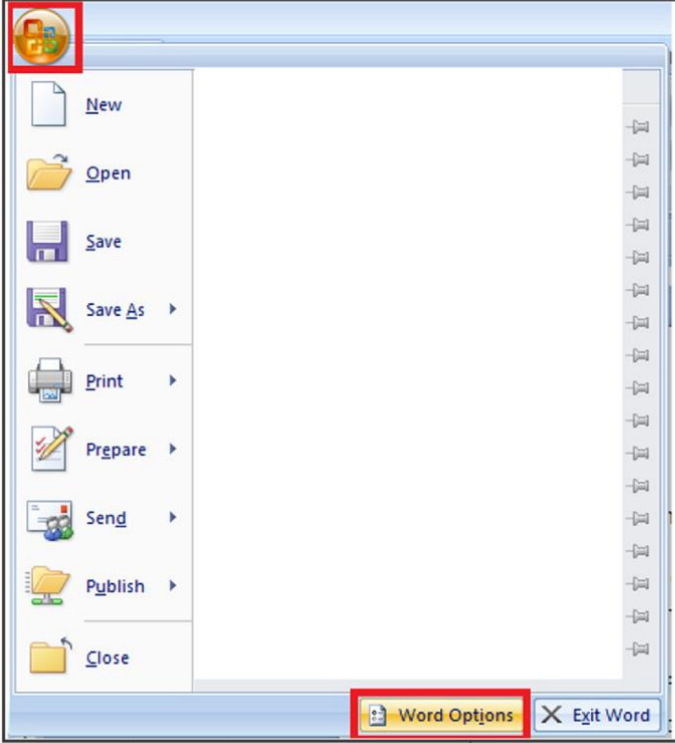 New
Open
Save
Save As
Print
Prepare
Send
Publish
Close
Word Options
Exit Word